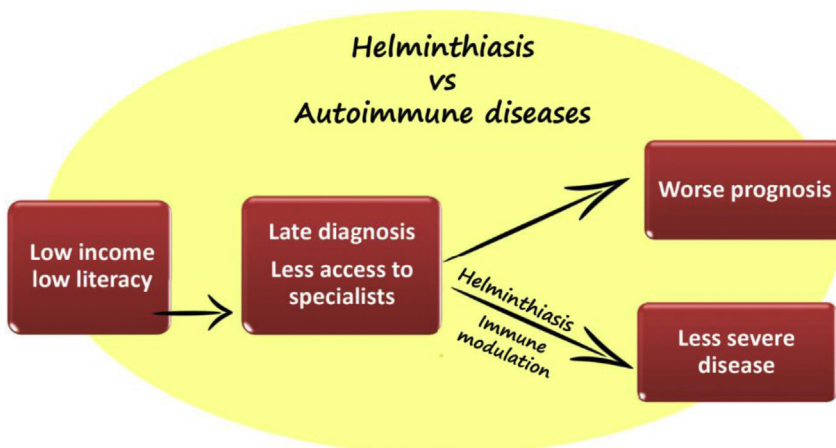 Helminthiasis
vs
Autoimmune diseases
Low income
low literacy
Late diagnosis
Less access to
specialists
Worse prognosis
Helminthiasis
Immune
modulation
Less severe
disease